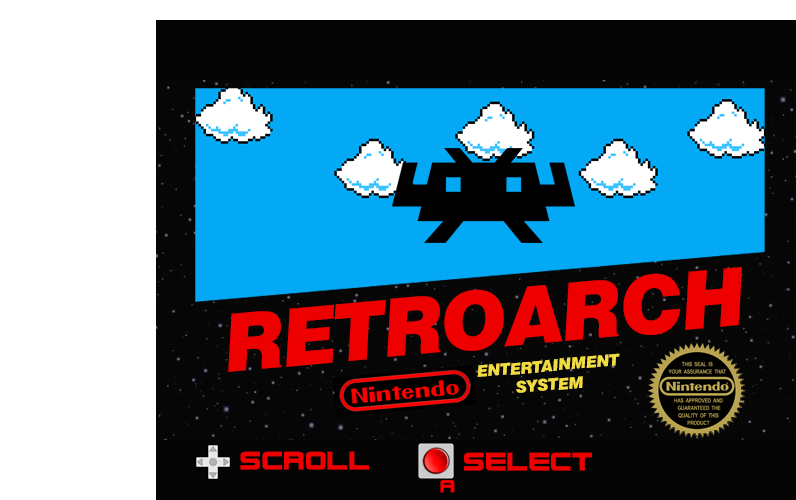 RETROARCH
Nintendo
ENTERTAINMENT
SYSTEM
THIS SEAL IS
YOUR ASSURANCE THAT
Nintendo
HAS APPROVED AND
GUARANTEED THE
QUALITY OF THIS
PRODUCT
SCROLL
SELECT
A